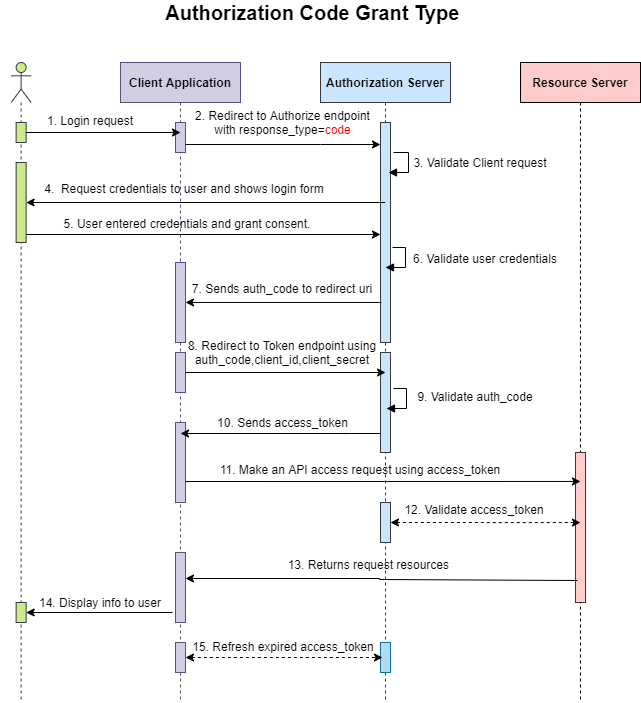 Authorization Code Grant Type
Client Application
Authorization Server
Resource Server
1. Login request
2. Redirect to Authorize endpoint
with response_type=code
3. Validate Client request
4. Request credentials to user and shows login form
5. User entered credentials and grant consent.
6. Validate user credentials
7. Sends auth_code to redirect uri
8. Redirect to Token endpoint using
auth_code,client_id,client_secret
9. Validate auth_code
10. Sends access_token
11. Make an API access request using access_token
12. Validate access_token
13. Returns request resources
14. Display info to user
15. Refresh expired access_token